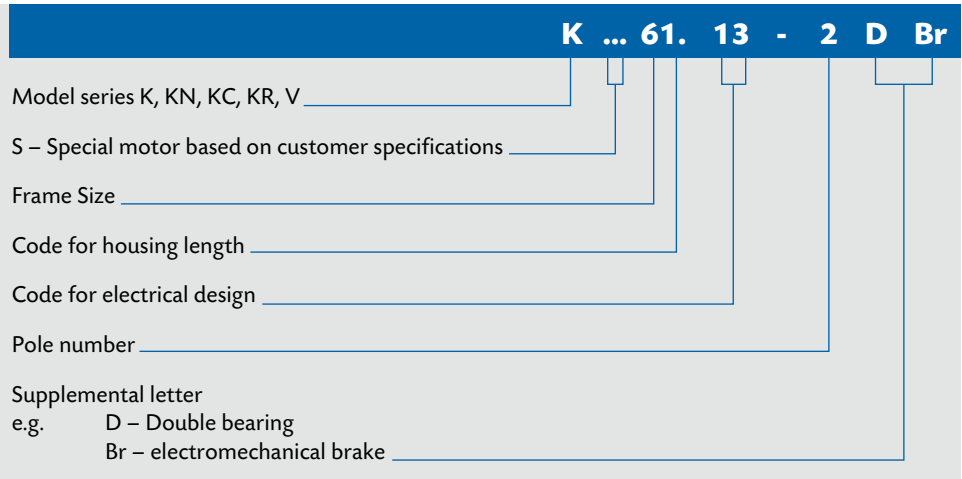 K ... 61. 13 - 2 D Br
Model series K, KN, KC, KR, V
S – Special motor based on customer specifications
Frame Size
Code for housing length
Code for electrical design
Pole number
Supplemental letter
e.g. D – Double bearing
Br – electromechanical brake